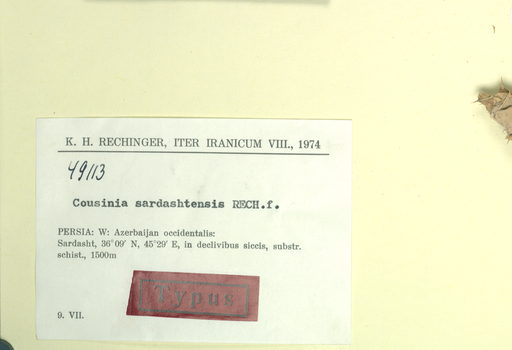 K. H. RECHINGER, ITER IRANICUM VIII., 1974
49113
Cousinia sardashtensis RECH.f.
PERSIA: W: Azerbaijan occidentalis:
Sardasht, 36°09' N, 45°29' E, in declivibus siccis, substr.
schist., 1500m
Typus
9. VII.